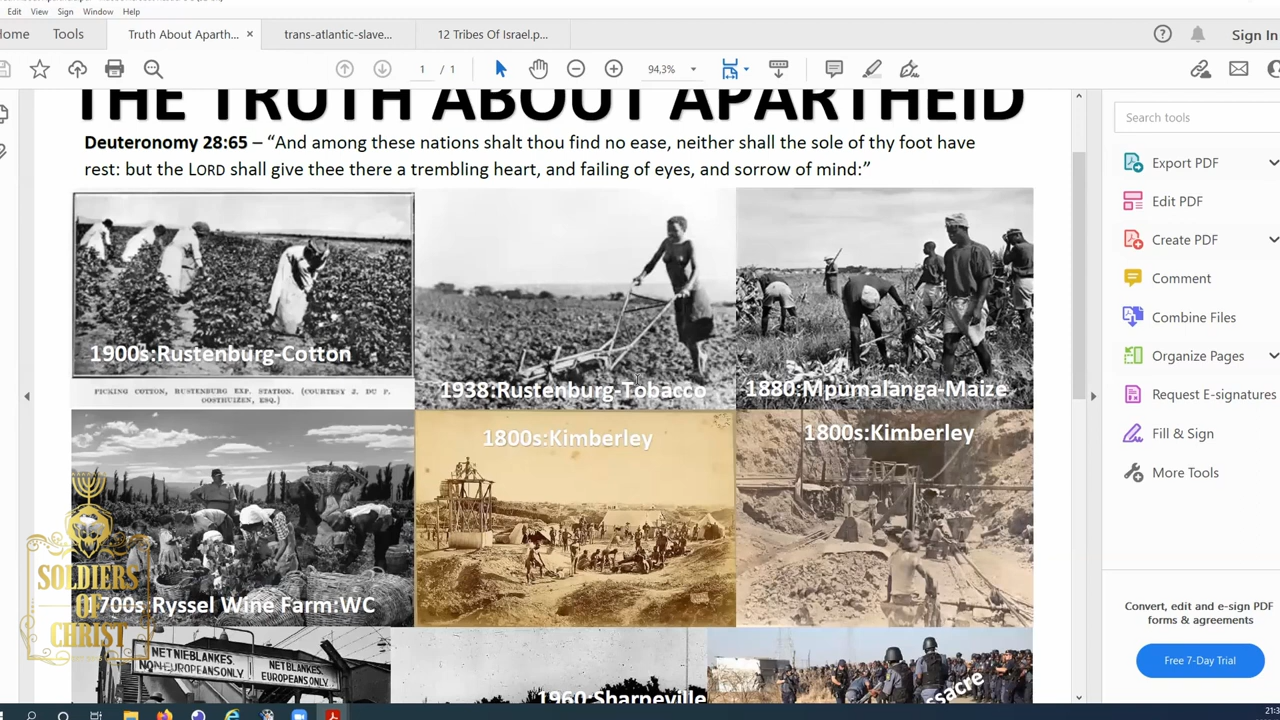 Edit View Sign Window Help
Home Tools Truth About Aparth... × trans-atlantic-slave... 12 Tribes Of Israel.p... Sign In
1 / 1 94,3%
THE TRUTH ABOUT APARTHEID
Deuteronomy 28:65 – “And among these nations shalt thou find no ease, neither shall the sole of thy foot have
rest: but the LORD shall give thee there a trembling heart, and failing of eyes, and sorrow of mind:”
1900s:Rustenburg-Cotton
PICKING COTTON, RUSTENBURG EXP. STATION. (COURTESY J. DU P.
OOSTHUIZEN, ESQ.)
1938:Rustenburg-Tobacco
1880:Mpumalanga-Maize
1700s:Ryssel Wine Farm:WC
1800s:Kimberley
1800s:Kimberley
SOLDIERS
OF
CHRIST
NET NIEBLANKES.
NON EUROPEANS ONLY
NET BLANKES.
EUROPEANS ONLY.
1960:Sharpeville
ssacre
Search tools
Export PDF
Edit PDF
Create PDF
Comment
Combine Files
Organize Pages
Request E-signatures
Fill & Sign
More Tools
Convert, edit and e-sign PDF
forms & agreements
Free 7-Day Trial